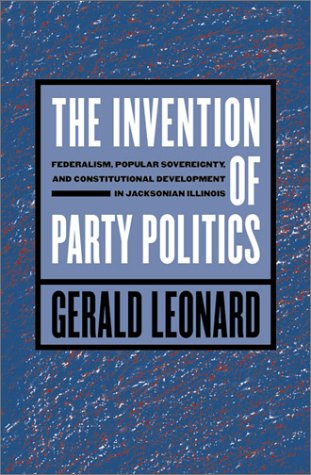 THE INVENTION
FEDERALISM, POPULAR SOVEREIGNTY,
AND CONSTITUTIONAL DEVELOPMENT
IN JACKSONIAN ILLINOIS
OF
PARTY POLITICS
GERALD LEONARD